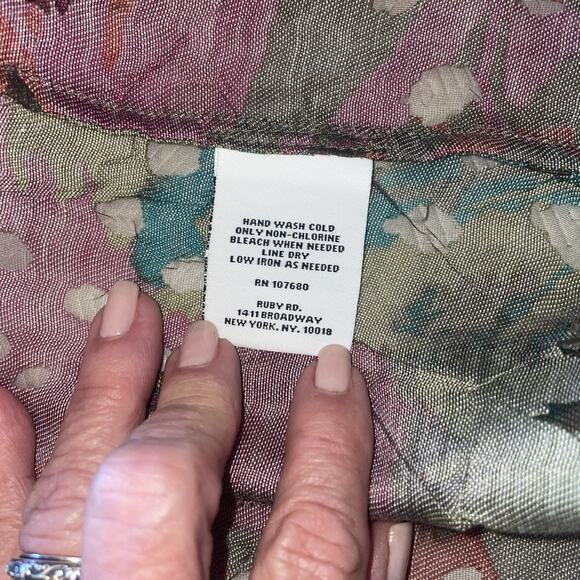 HAND WASH COLD
ONLY NON-CHLORINE
BLEACH WHEN NEEDED
LINE DRY
LOW IRON AS NEEDED
RN 107680
RUBY RD.
1411 BROADWAY
NEW YORK. NY. 10018